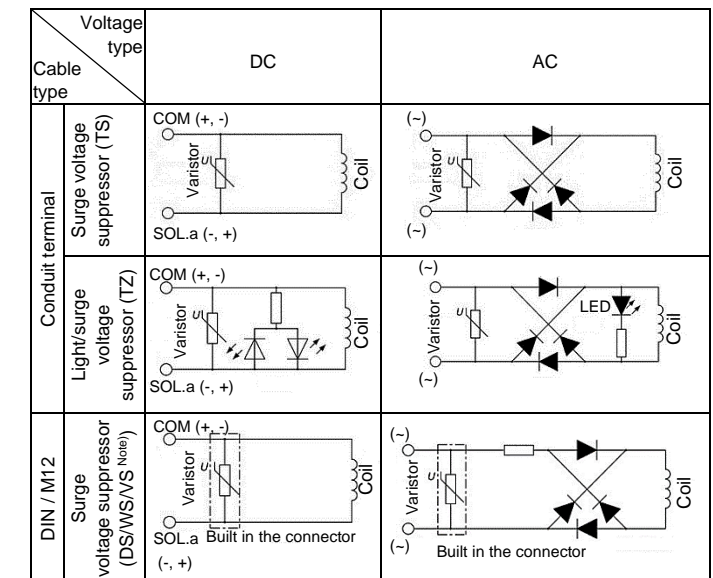 Voltage
type
Cable
type
DC
AC
Conduit terminal
Surge voltage
suppressor (TS)
COM (+, -)
Varistor
U
Coil
SOL.a (-, +)
(~)
Varistor
U
Coil
(~)
Light/surge
voltage
suppressor (TZ)
COM (+, -)
Varistor
U
Coil
SOL.a (-, +)
(~)
Varistor
U
LED
Coil
(~)
DIN / M12
Surge
voltage suppressor
(DS/WS/VS Note))
COM (+, -)
Varistor
U
Coil
SOL.a Built in the connector
(-, +)
(~)
Varistor
U
Coil
(~)
Built in the connector